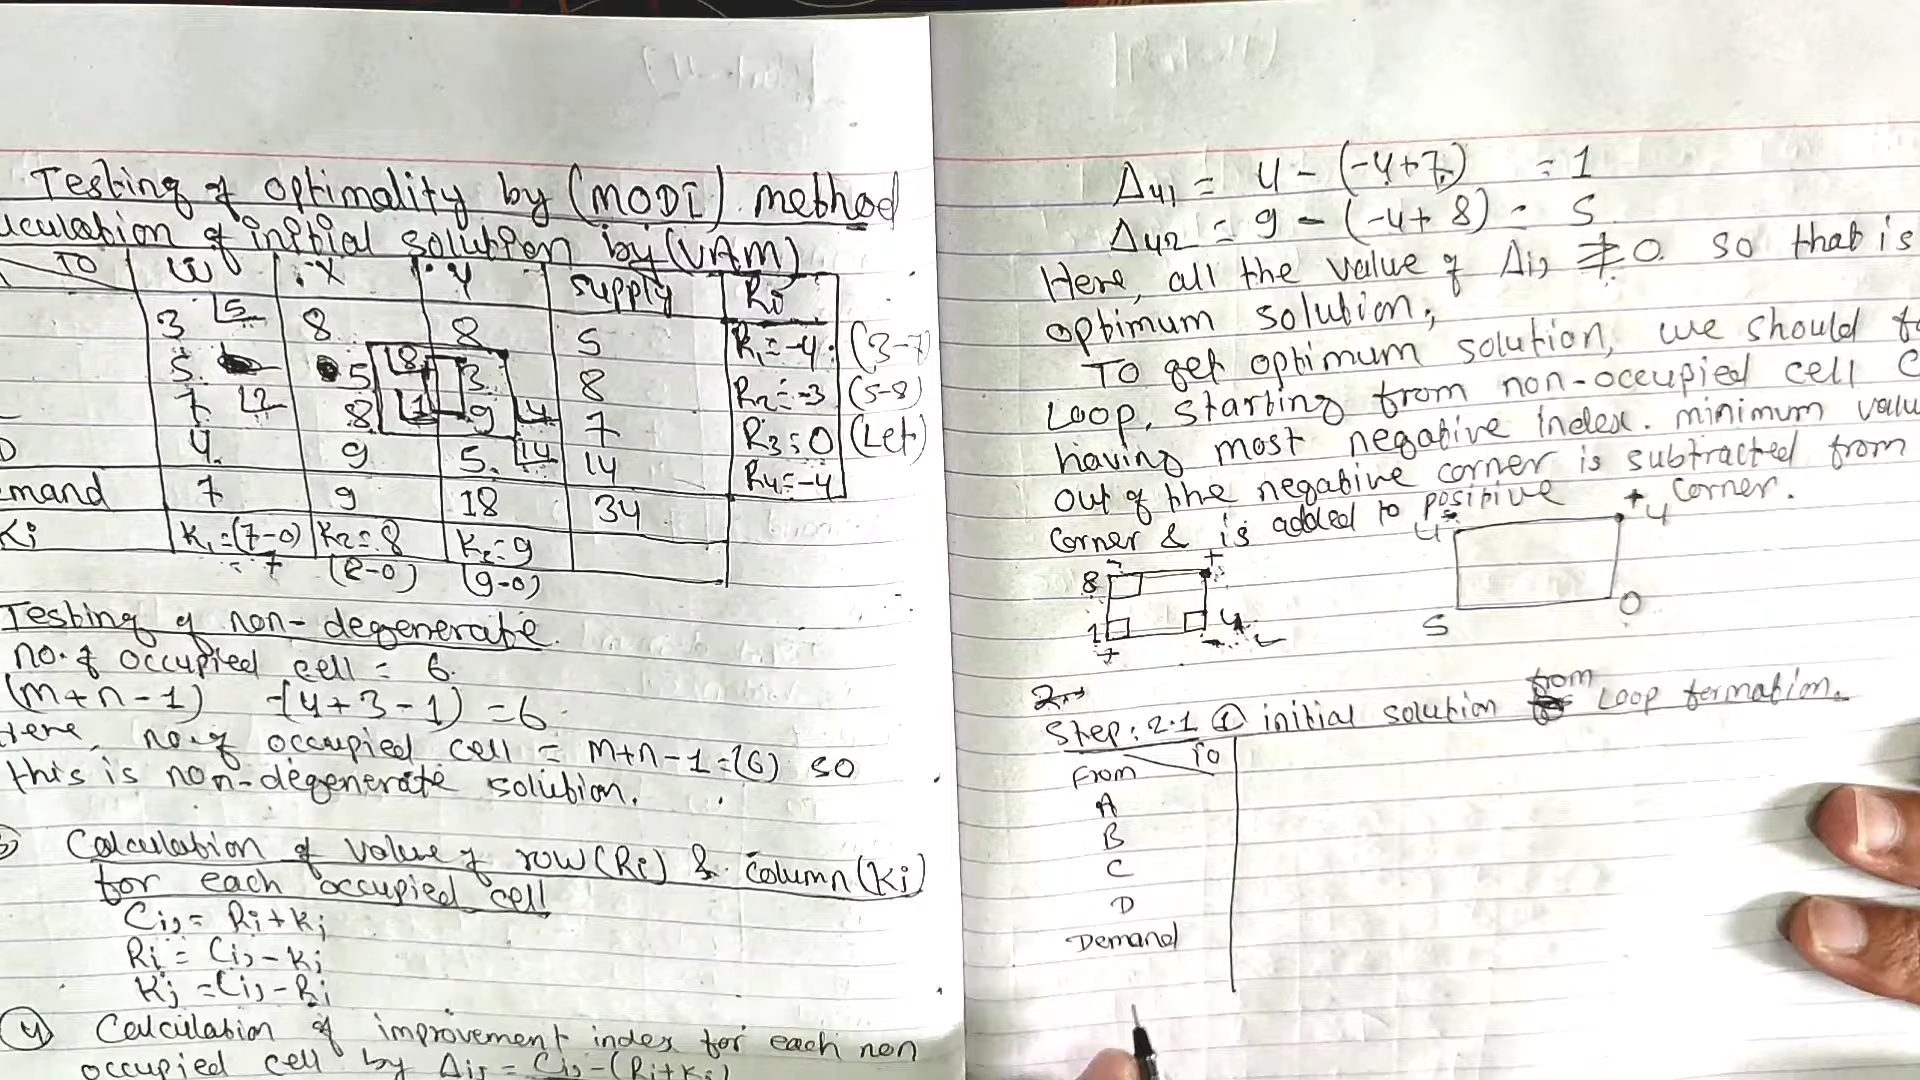 Testing of optimality by (MODI) method
culation of initial solution by (VAM)
TO W X Y supply Ri
3 5 8 8 5 R₁=-4 (3-7)
5 5 8 3 8 R₂=-3 (5-8)
7 2 8 1 9 4 7 R₃=0 (Let)
D 4 9 5 14 14 R₄=-4
emand 7 9 18 34
Kj K₁=(7-0) K₂=8 K₂=9
=7 (8-0) (9-0)
Testing of non-degenerate.
no. of occupied cell = 6.
(m+n-1) -(4+3-1) =6
Here, no. of occupied cell = m+n-1=(6) so
this is non-degenerate solution.
Calculation of value of row (Ri) & column (Kj)
for each occupied cell
Cij = Ri+Kj
Ri = Cij-Kj
Kj = Cij-Ri
4 Calculation of improvement index for each non
occupied cell by Δij = Cij-(Ri+Kj)
Δ41 = 4-(-4+7) =1
Δ42 = 9-(-4+8) = 5
Here, all the value of Δij ≱ 0. so that is
optimum solution,
To get optimum solution, we should fo
Loop, starting from non-occupied cell C
having most negative index. minimum valu
out of the negative corner is subtracted from
corner & is added to positive corner.
8 - +
1 + 4 -
4 + 4
5 0
Step: 2.1 ① initial solution from Loop formation.
From To
A
B
C
D
Demand